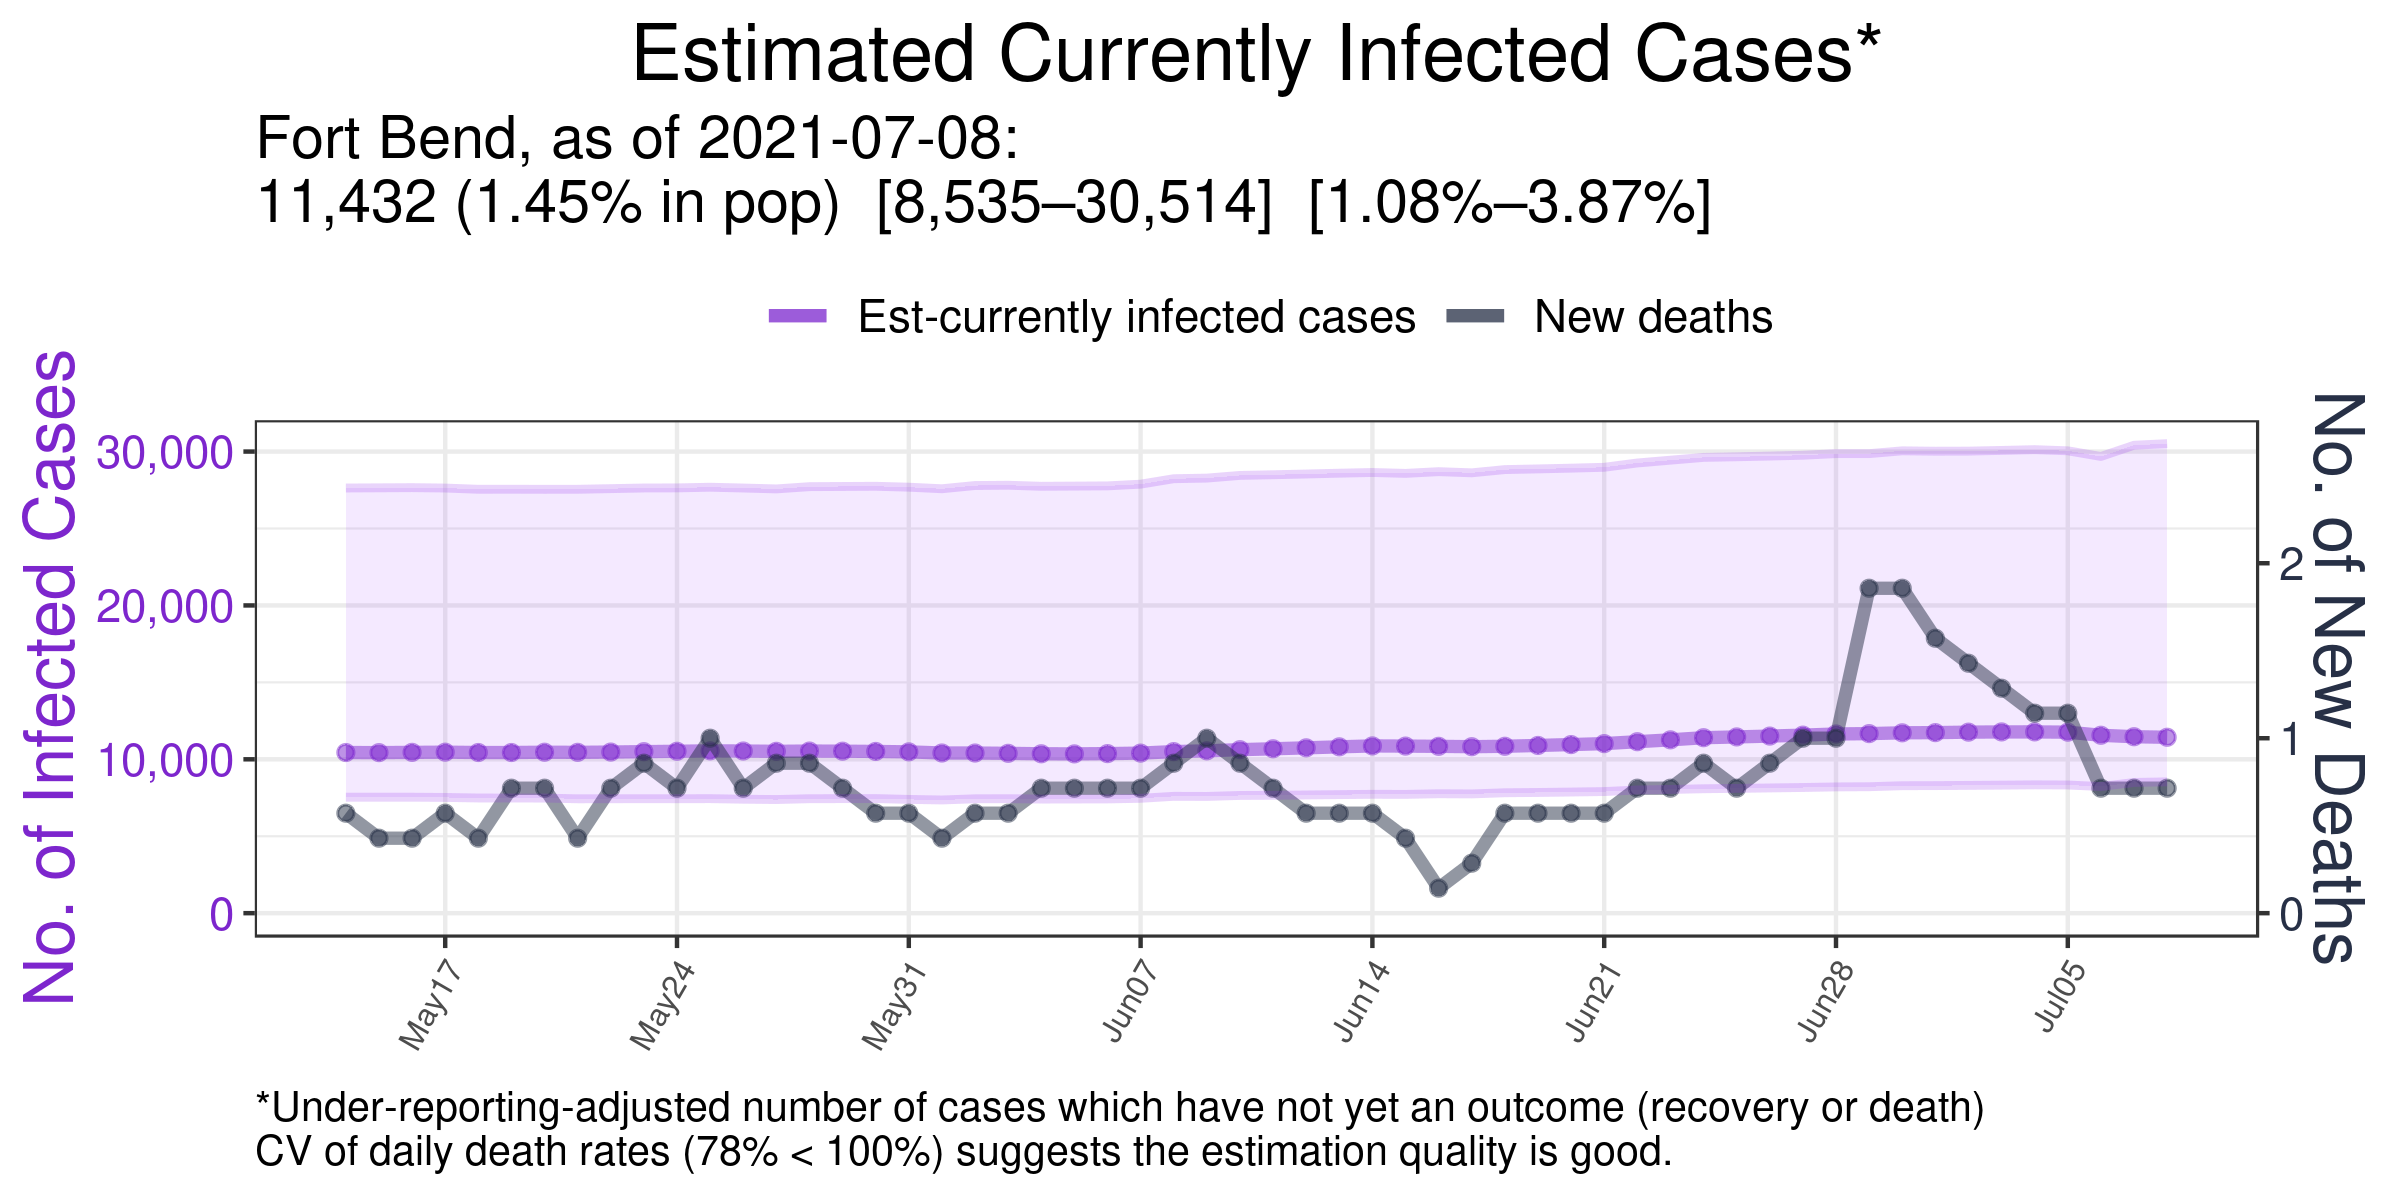 Estimated Currently Infected Cases*
Fort Bend, as of 2021-07-08:
11,432 (1.45% in pop)  [8,535–30,514]  [1.08%–3.87%]
Est-currently infected cases
New deaths
No. of Infected Cases
30,000
20,000
10,000
0
No. of New Deaths
2
1
0
May17
May24
May31
Jun07
Jun14
Jun21
Jun28
Jul05
*Under-reporting-adjusted number of cases which have not yet an outcome (recovery or death)
CV of daily death rates (78% < 100%) suggests the estimation quality is good.